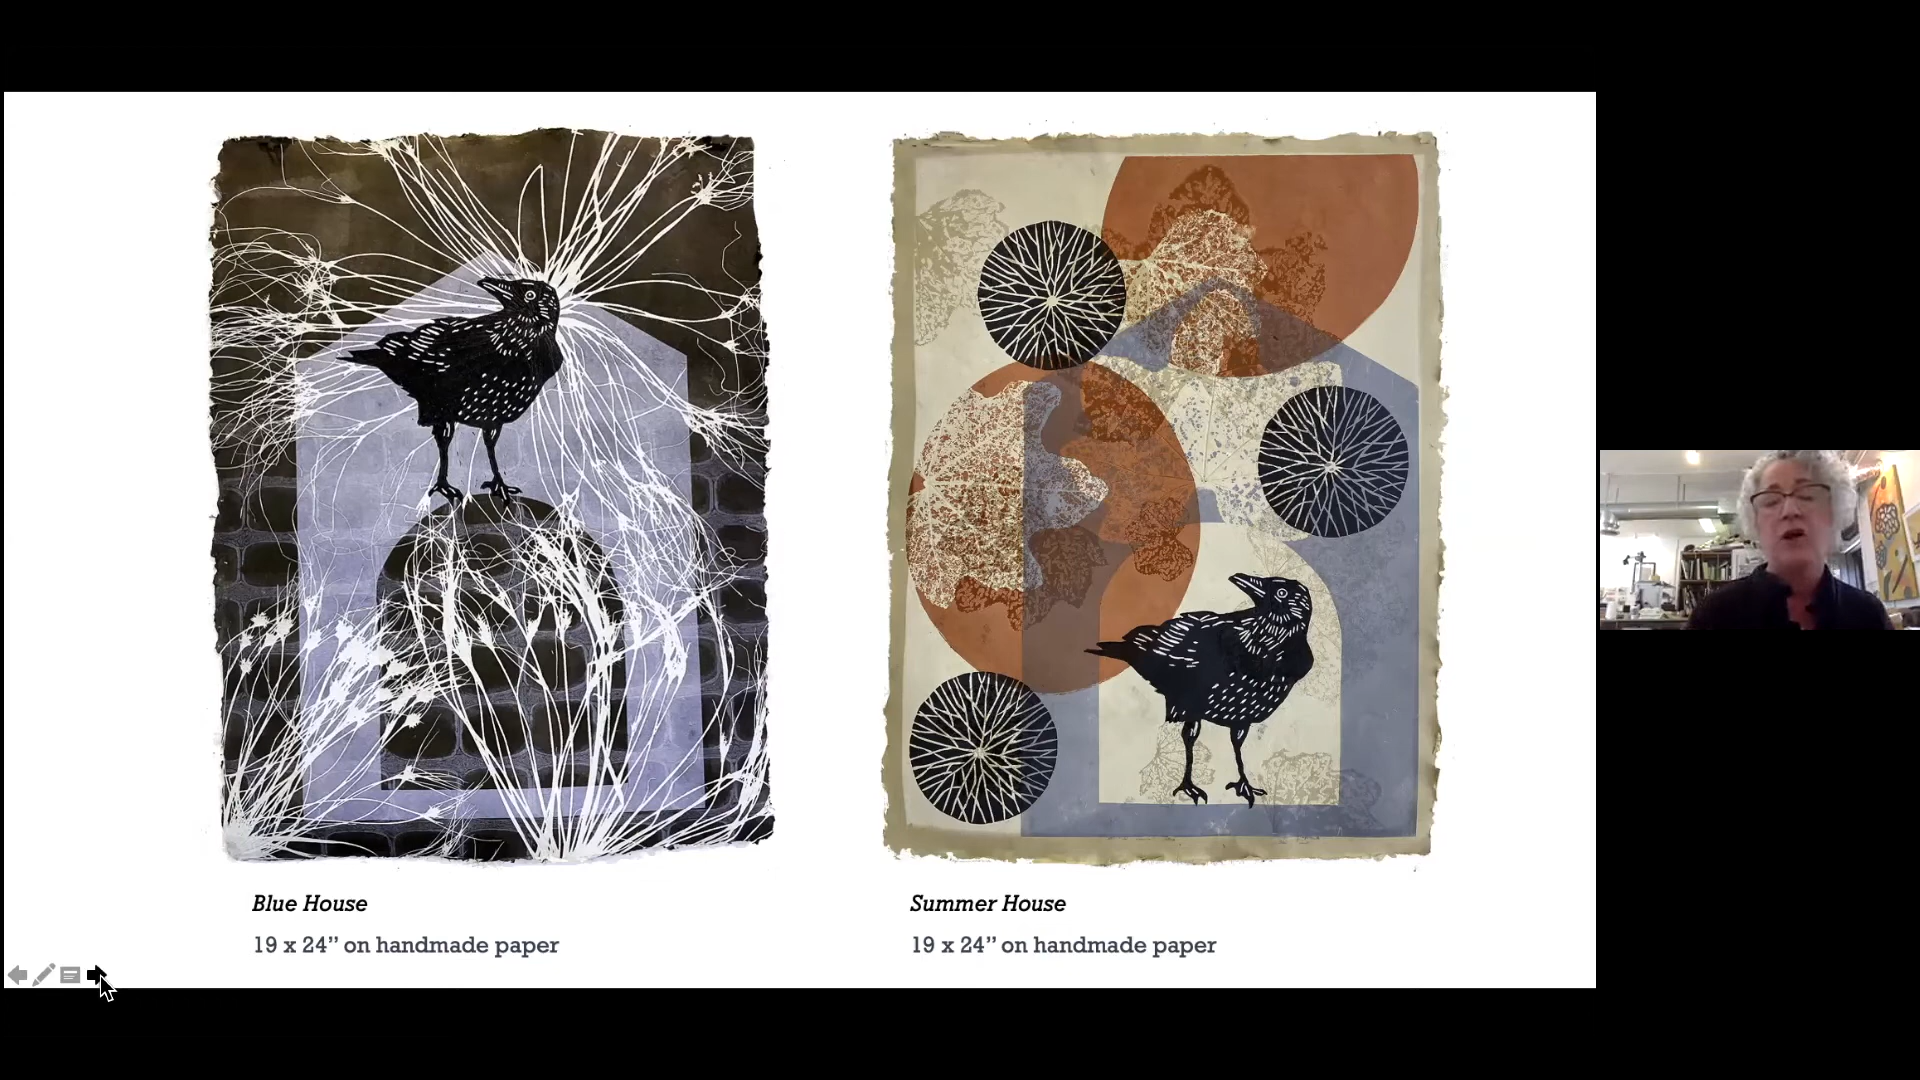 Blue House
19 x 24” on handmade paper
Summer House
19 x 24” on handmade paper